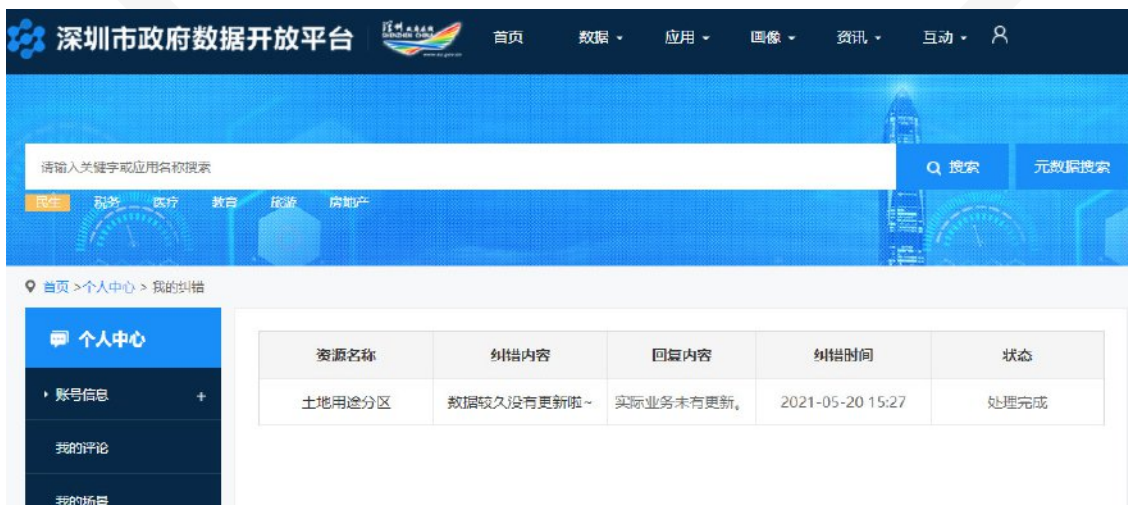 深圳市政府数据开放平台 首页 数据 应用 画像 资讯 互动
请输入关键字或应用名称搜索 搜索 元数据搜索
民生 税务 医疗 教育 旅游 房地产
首页 >个人中心 > 我的纠错
个人中心
资源名称 纠错内容 回复内容 纠错时间 状态
账号信息 +
土地用途分区 数据较久没有更新啦~ 实际业务未有更新。 2021-05-20 15:27 处理完成
我的评论
我的场景